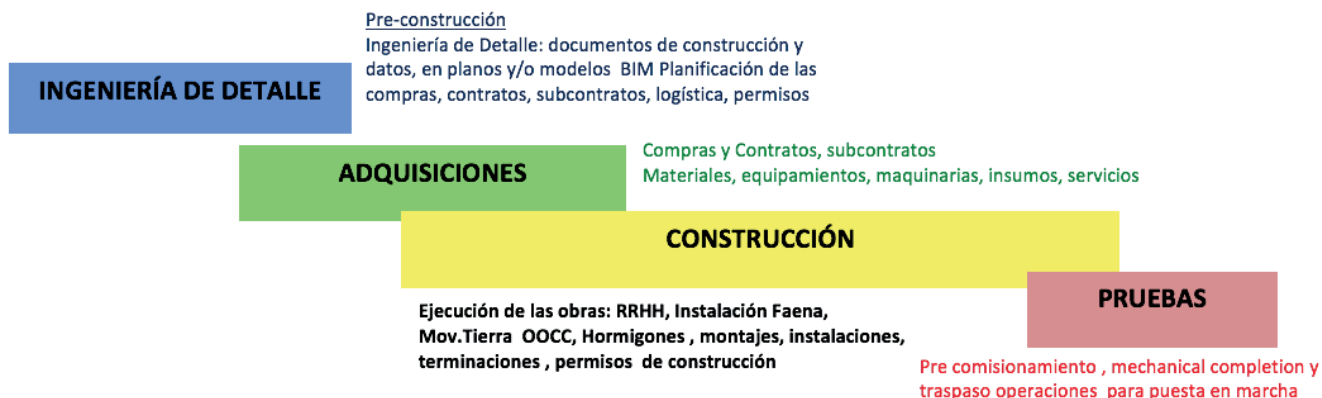 Pre-construcción
Ingeniería de Detalle: documentos de construcción y
datos, en planos y/o modelos BIM Planificación de las
compras, contratos, subcontratos, logística, permisos
INGENIERÍA DE DETALLE
ADQUISICIONES
Compras y Contratos, subcontratos
Materiales, equipamientos, maquinarias, insumos, servicios
CONSTRUCCIÓN
Ejecución de las obras: RRHH, Instalación Faena,
Mov.Tierra OOCC, Hormigones , montajes, instalaciones,
terminaciones , permisos de construcción
PRUEBAS
Pre comisionamiento , mechanical completion y
traspaso operaciones para puesta en marcha